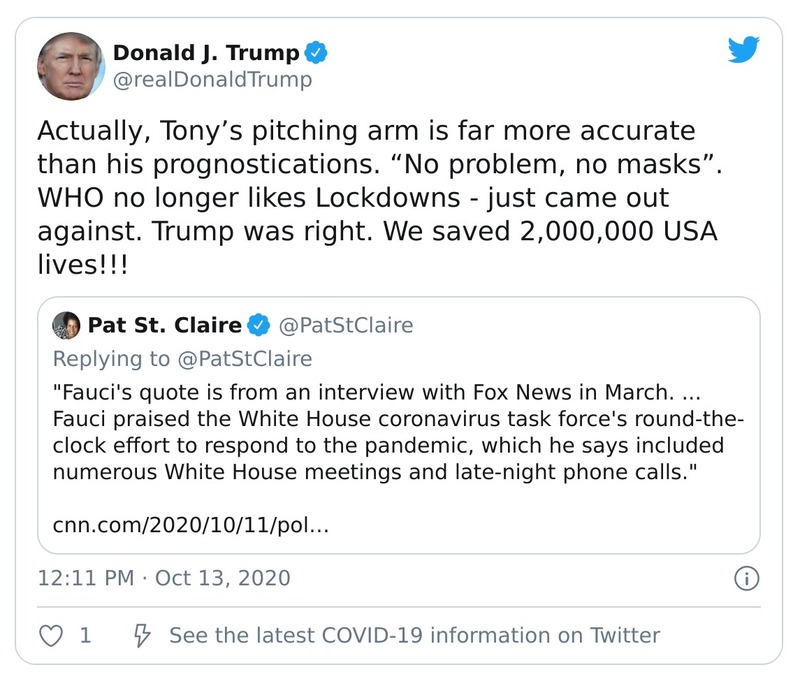 Donald J. Trump
@realDonaldTrump
Actually, Tony’s pitching arm is far more accurate
than his prognostications. “No problem, no masks”.
WHO no longer likes Lockdowns - just came out
against. Trump was right. We saved 2,000,000 USA
lives!!!
Pat St. Claire @PatStClaire
Replying to @PatStClaire
"Fauci's quote is from an interview with Fox News in March. ...
Fauci praised the White House coronavirus task force's round-the-
clock effort to respond to the pandemic, which he says included
numerous White House meetings and late-night phone calls."
cnn.com/2020/10/11/pol…
12:11 PM · Oct 13, 2020
1 See the latest COVID-19 information on Twitter